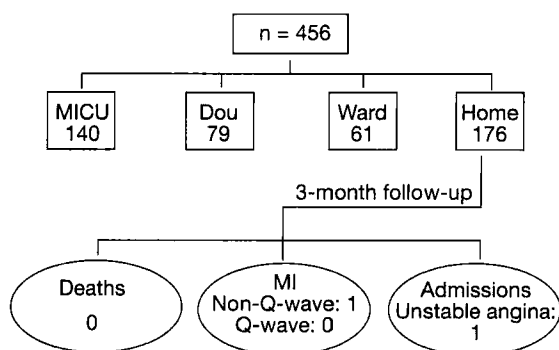 n = 456
MICU
140
Dou
79
Ward
61
Home
176
3-month follow-up
Deaths
0
MI
Non-Q-wave: 1
Q-wave: 0
Admissions
Unstable angina:
1